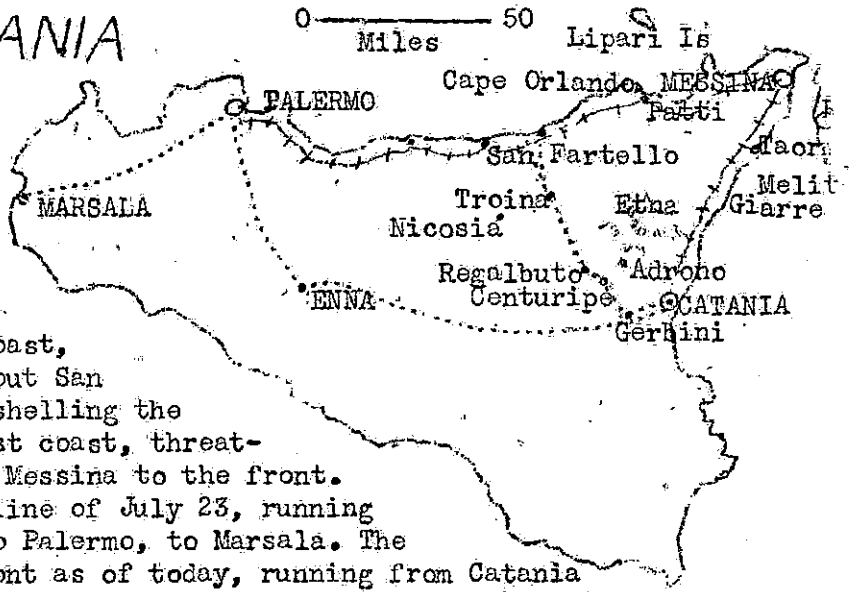 ANIA
0 50
Miles
Lipari Is
Cape Orlando MESSINA
PALERMO
Patti
San Fartello
Taor
MARSALA
Troina Etna Melit
Nicosia Giarre
Regalbuto Adrono
ENNA Centuripe CATANIA
Gerbini
oast,
out San
shelling the
st coast, threat-
Messina to the front.
line of July 23, running
o Palermo, to Marsala. The
ont as of today, running from Catania